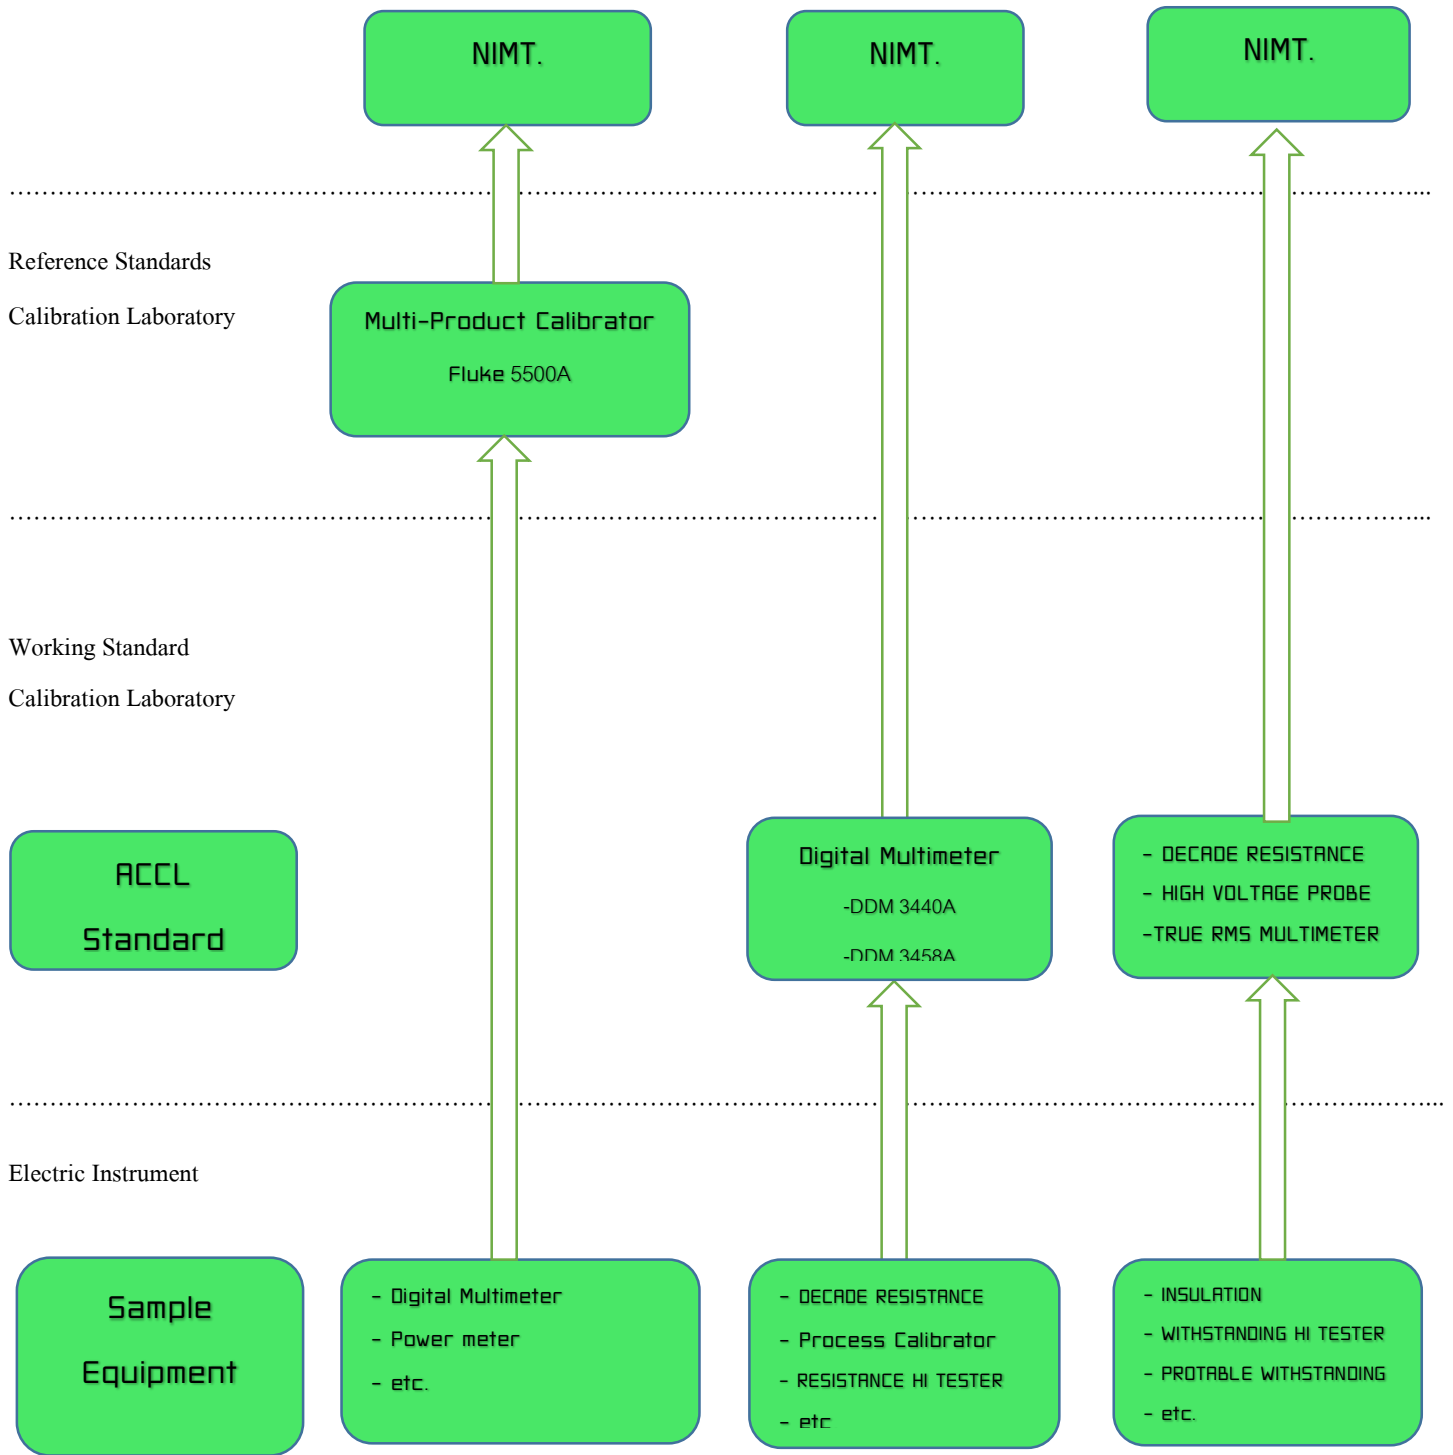 NIMT.
NIMT.
NIMT.
Reference Standards
Calibration Laboratory
Multi-Product Calibrator
Fluke 5500A
Working Standard
Calibration Laboratory
ACCL
Standard
Digital Multimeter
-DDM 3440A
-DDM 3458A
- DECADE RESISTANCE
- HIGH VOLTAGE PROBE
-TRUE RMS MULTIMETER
Electric Instrument
Sample
Equipment
- Digital Multimeter
- Power meter
- etc.
- DECADE RESISTANCE
- Process Calibrator
- RESISTANCE HI TESTER
- etc
- INSULATION
- WITHSTANDING HI TESTER
- PROTABLE WITHSTANDING
- etc.